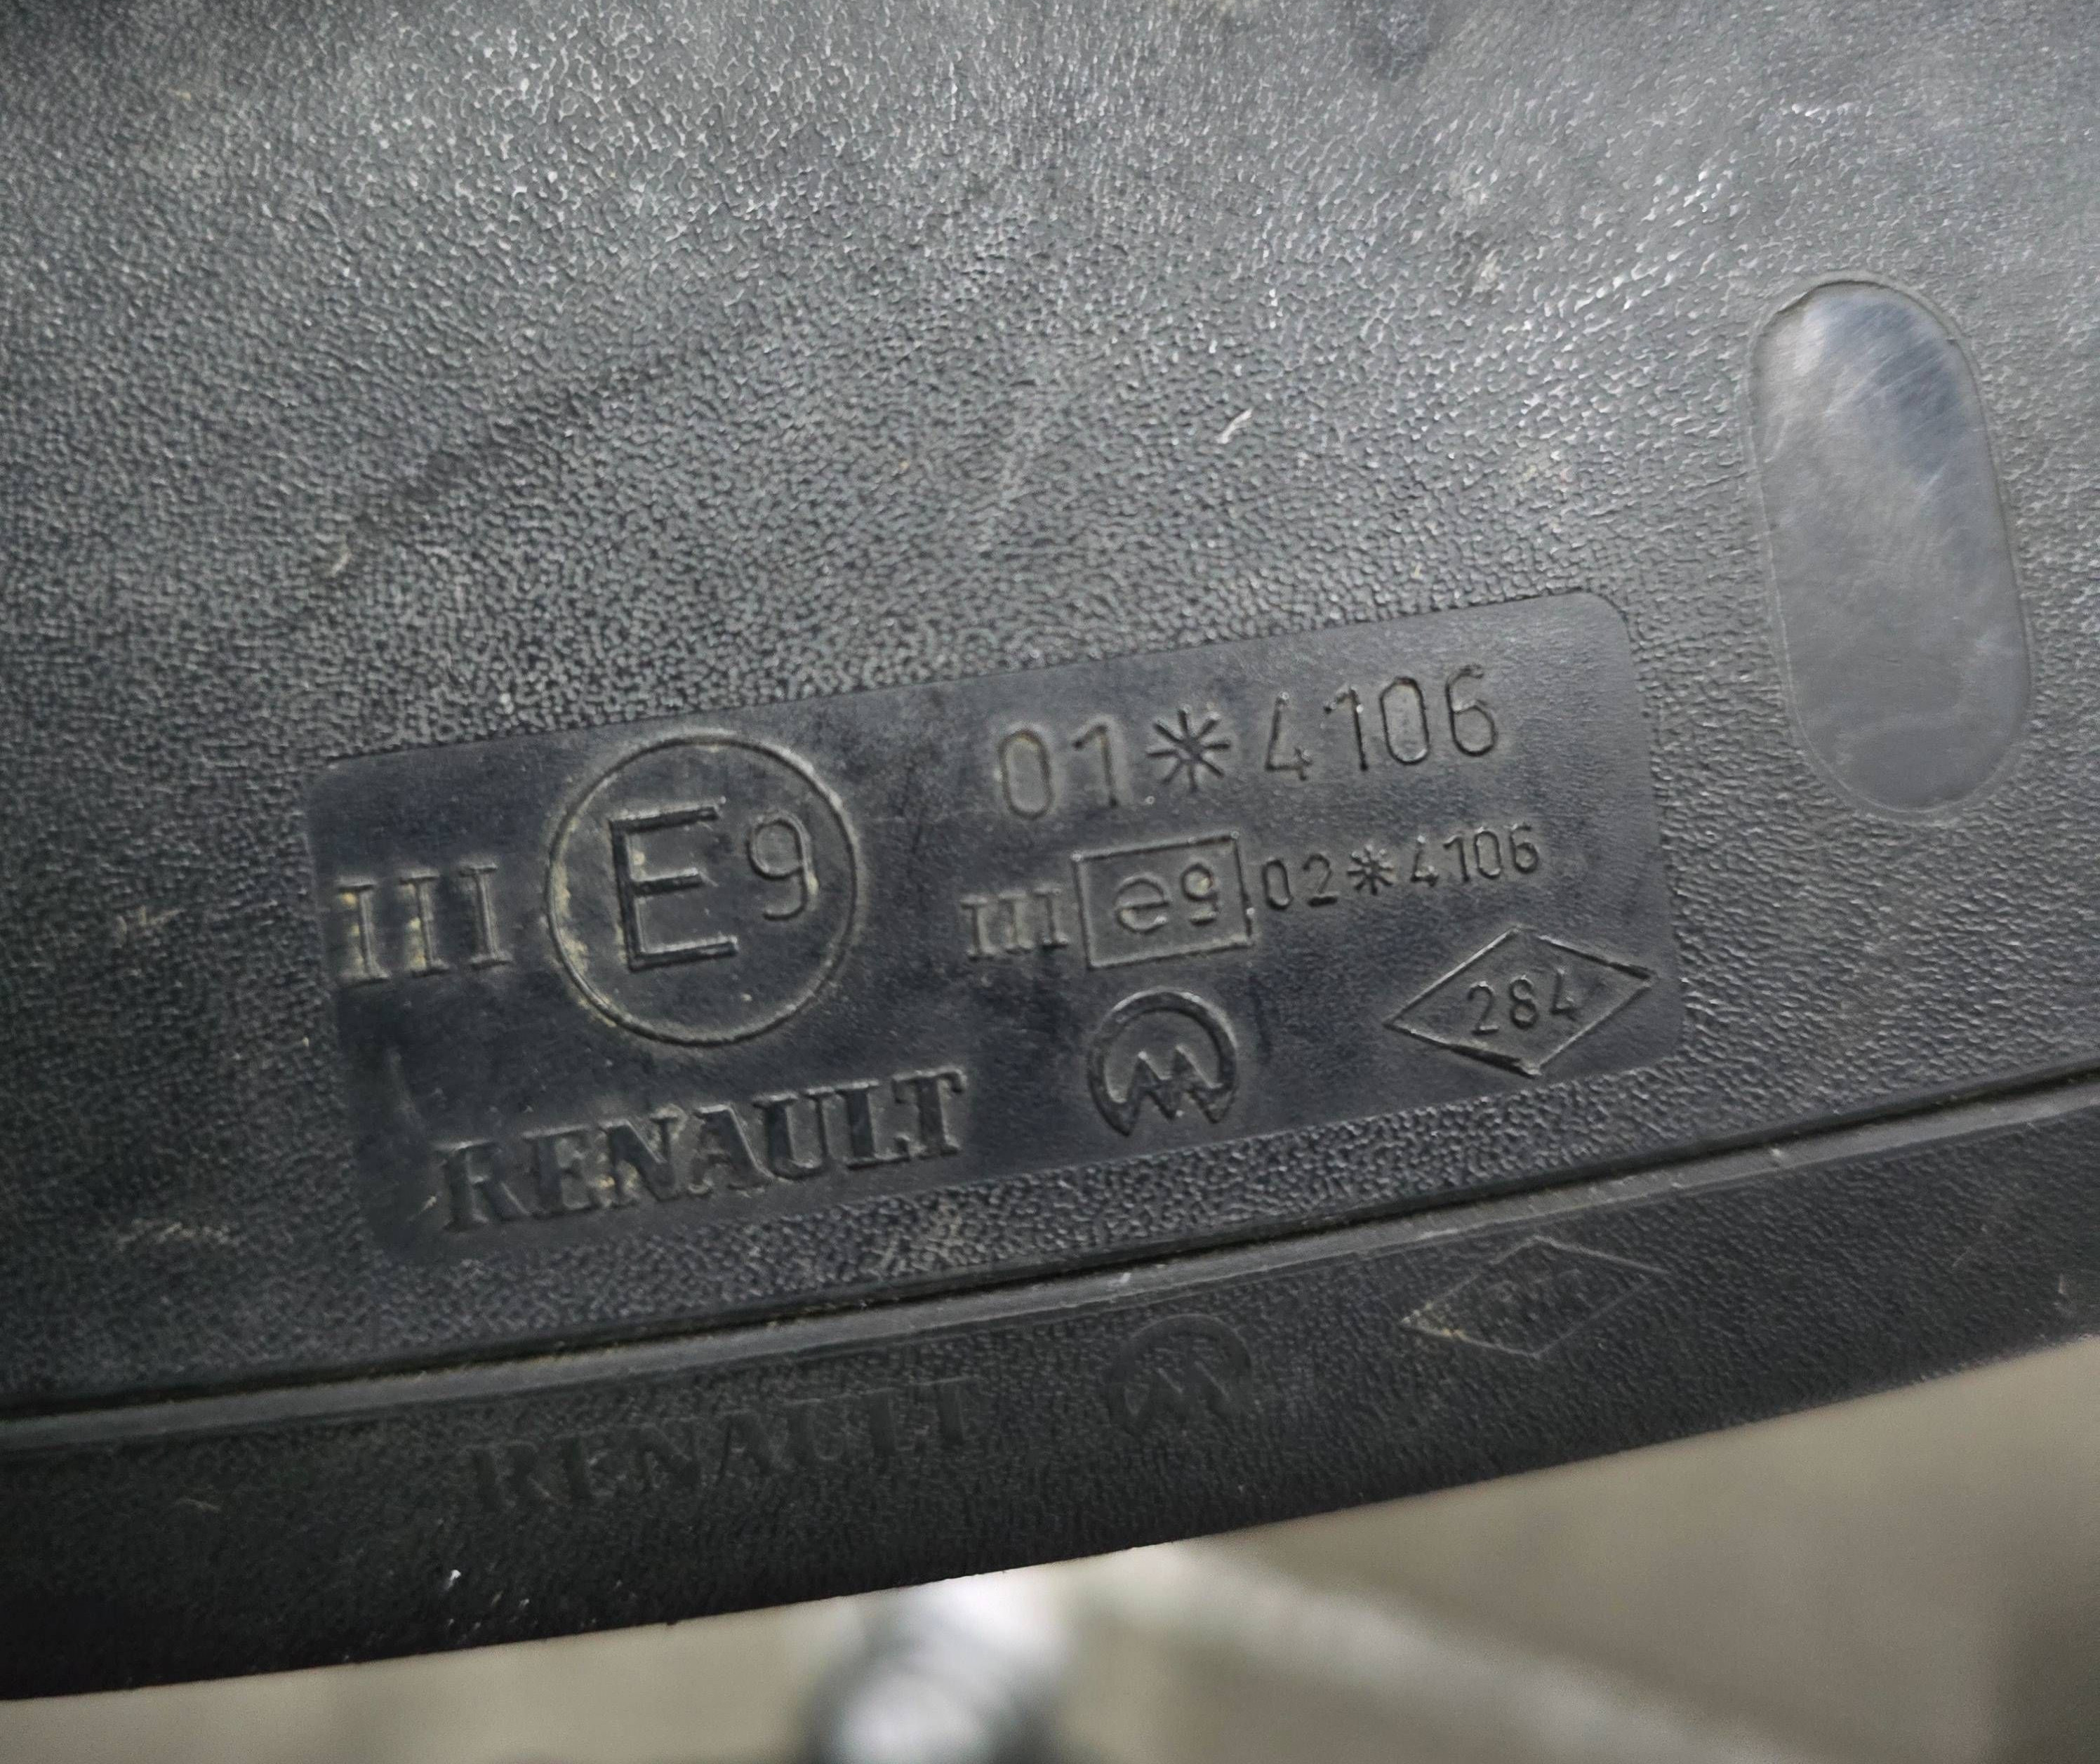 01*4106
III E9
III e9 02*4106
284
RENAULT
RENAULT